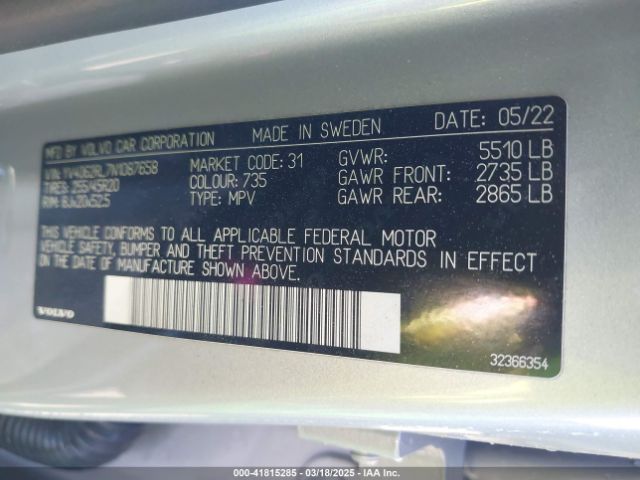 MFD BY VOLVO CAR CORPORATION MADE IN SWEDEN DATE: 05/22
VIN: YV4062RL7N1087658 MARKET CODE: 31 GVWR: 5510 LB
TIRES: 255/45R20 COLOUR: 735 GAWR FRONT: 2735 LB
RIM: 8Jx20x52.5 TYPE: MPV GAWR REAR: 2865 LB
THIS VEHICLE CONFORMS TO ALL APPLICABLE FEDERAL MOTOR
VEHICLE SAFETY, BUMPER AND THEFT PREVENTION STANDARDS IN EFFECT
ON THE DATE OF MANUFACTURE SHOWN ABOVE.
VOLVO
32366354
000-41815285 - 03/18/2025 - IAA Inc.